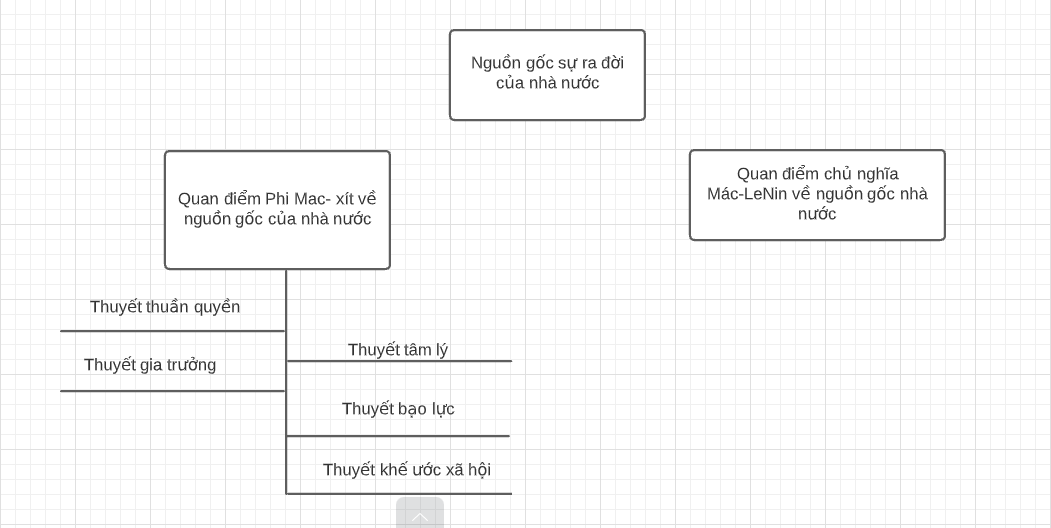 Nguồn gốc sự ra đời
của nhà nước
Quan điểm Phi Mac- xít về
nguồn gốc của nhà nước
Quan điểm chủ nghĩa
Mác-LeNin về nguồn gốc nhà
nước
Thuyết thuần quyền
Thuyết gia trưởng
Thuyết tâm lý
Thuyết bạo lực
Thuyết khế ước xã hội